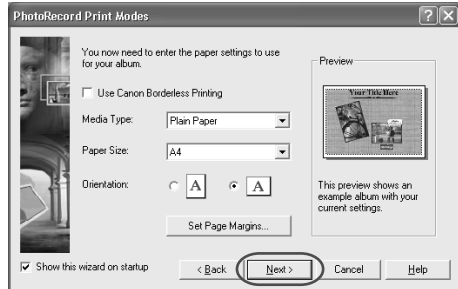 PhotoRecord Print Modes
You now need to enter the paper settings to use
for your album.
Use Canon Borderless Printing
Media Type:
Plain Paper
Paper Size:
A4
Orientation:
A
A
Set Page Margins...
Preview
Your Title Here
This preview shows an
example album with your
current settings.
Show this wizard on startup
< Back
Next >
Cancel
Help